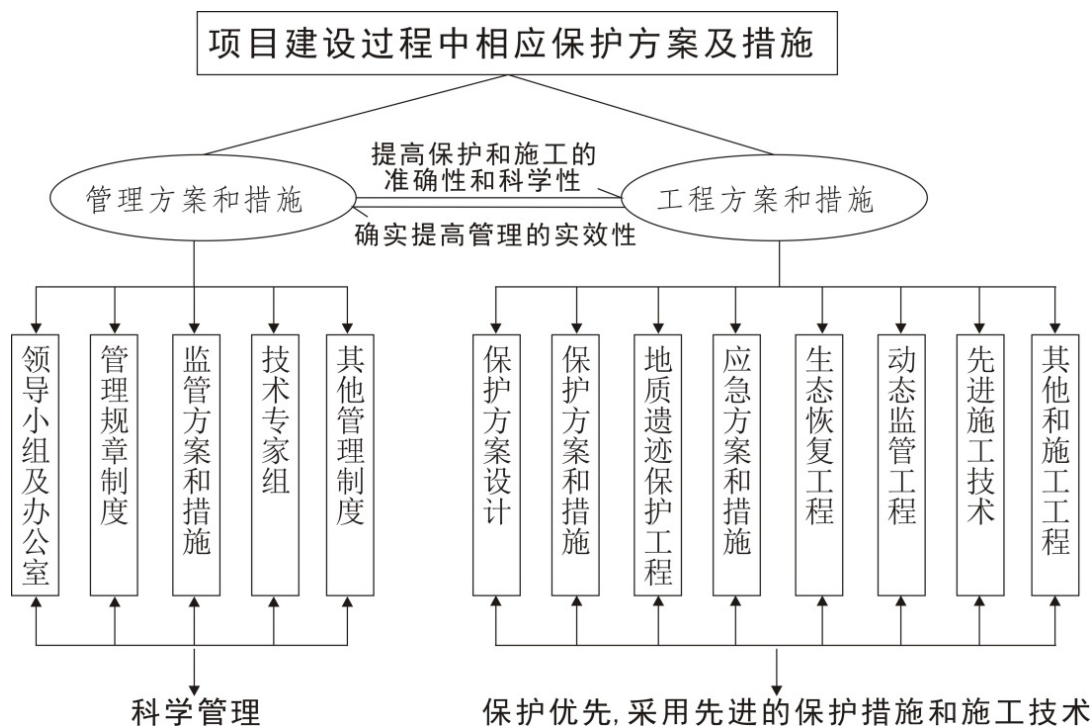 项目建设过程中相应保护方案及措施
提高保护和施工的
准确性和科学性
管理方案和措施
工程方案和措施
确实提高管理的实效性
领导小组及办公室
管理规章制度
监管方案和措施
技术专家组
其他管理制度
保护方案设计
保护方案和措施
地质遗迹保护工程
应急方案和措施
生态恢复工程
动态监管工程
先进施工技术
其他和施工工程
科学管理
保护优先,采用先进的保护措施和施工技术